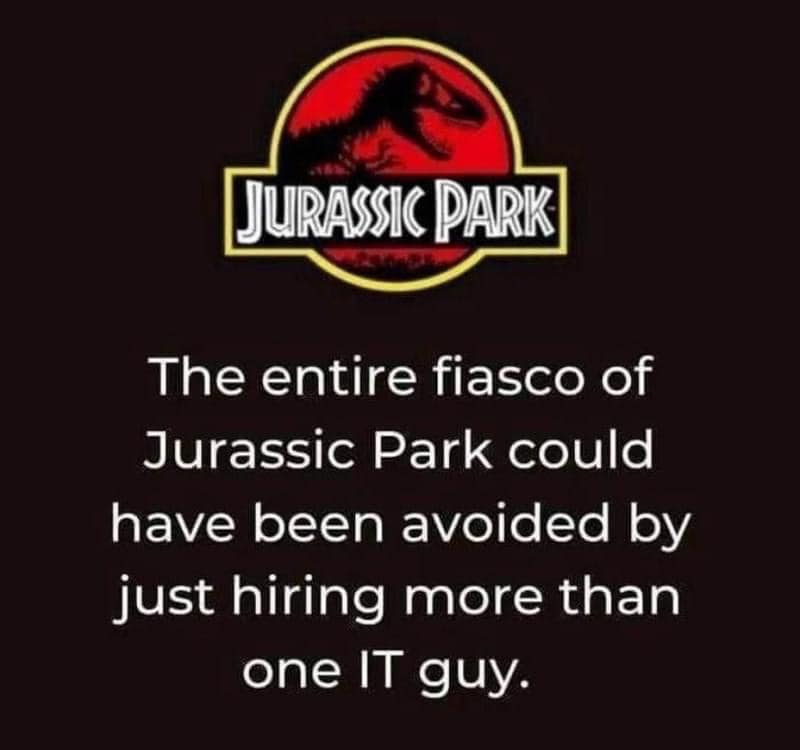 JURASSIC PARK
The entire fiasco of
Jurassic Park could
have been avoided by
just hiring more than
one IT guy.